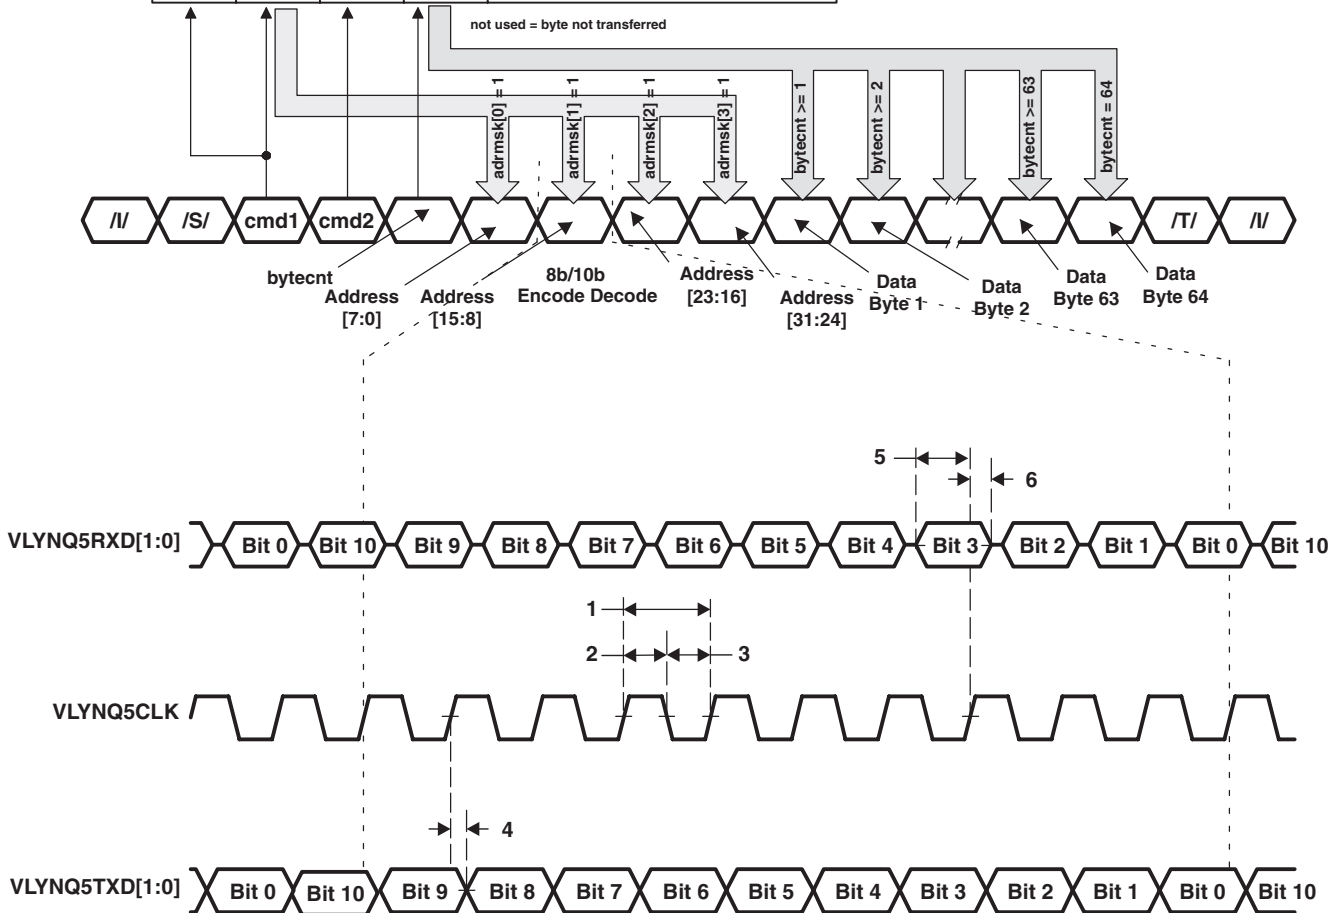 not used = byte not transferred
adrmsk[0] = 1
adrmsk[1] = 1
adrmsk[2] = 1
adrmsk[3] = 1
bytecnt >= 1
bytecnt >= 2
bytecnt >= 63
bytecnt = 64
/I/
/S/
cmd1
cmd2
/T/
/I/
bytecnt
Address
[7:0]
Address
[15:8]
8b/10b
Encode Decode
Address
[23:16]
Address
[31:24]
Data
Byte 1
Data
Byte 2
Data
Byte 63
Data
Byte 64
5
6
VLYNQ5RXD[1:0]
Bit 0
Bit 10
Bit 9
Bit 8
Bit 7
Bit 6
Bit 5
Bit 4
Bit 3
Bit 2
Bit 1
Bit 0
Bit 10
1
2
3
VLYNQ5CLK
4
VLYNQ5TXD[1:0]
Bit 0
Bit 10
Bit 9
Bit 8
Bit 7
Bit 6
Bit 5
Bit 4
Bit 3
Bit 2
Bit 1
Bit 0
Bit 10